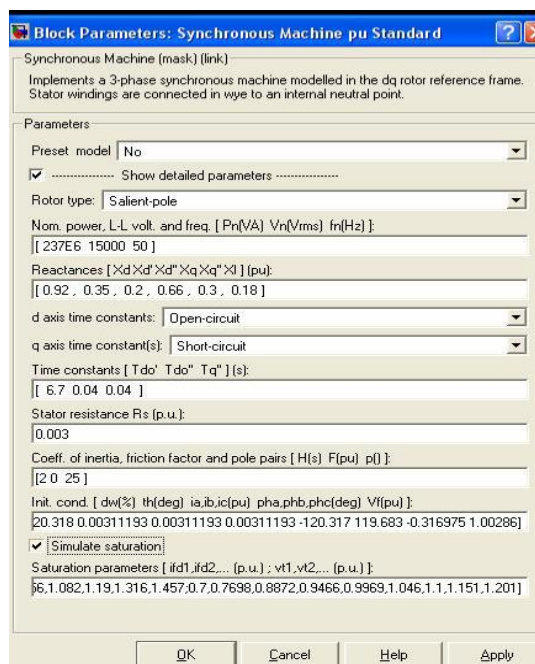 Block Parameters: Synchronous Machine pu Standard
Synchronous Machine (mask) (link)
Implements a 3-phase synchronous machine modelled in the dq rotor reference frame.
Stator windings are connected in wye to an internal neutral point.
Parameters
Preset model No
---------------- Show detailed parameters ----------------
Rotor type: Salient-pole
Nom. power, L-L volt. and freq. [ Pn(VA) Vn(Vrms) fn(Hz) ]:
[ 237E6 15000 50 ]
Reactances [ Xd Xd' Xd'' Xq Xq'' Xl ] (pu):
[ 0.92 , 0.35 , 0.2 , 0.66 , 0.3 , 0.18 ]
d axis time constants: Open-circuit
q axis time constant(s): Short-circuit
Time constants [ Tdo' Tdo'' Tq'' ] (s):
[ 6.7 0.04 0.04 ]
Stator resistance Rs (p.u.):
0.003
Coeff. of inertia, friction factor and pole pairs [ H(s) F(pu) p() ]:
[2 0 25 ]
Init. cond. [ dw(%) th(deg) ia,ib,ic(pu) pha,phb,phc(deg) Vf(pu) ]:
20.318 0.00311193 0.00311193 0.00311193 -120.317 119.683 -0.316975 1.00286]
Simulate saturation
Saturation parameters [ ifd1,ifd2,... (p.u.) ; vt1,vt2,... (p.u.) ]:
56,1.082,1.19,1.316,1.457;0.7,0.7698,0.8872,0.9466,0.9969,1.046,1.1,1.151,1.201]
OK Cancel Help Apply